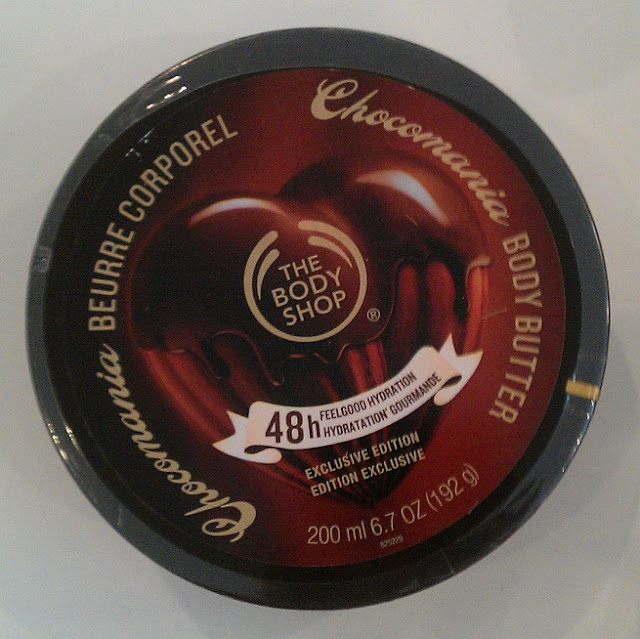 Chocomania BODY BUTTER
Chocomania BEURRE CORPOREL
THE
BODY
SHOP
®
48h FEELGOOD HYDRATION
HYDRATATION GOURMANDE
EXCLUSIVE EDITION
EDITION EXCLUSIVE
200 ml 6.7 OZ (192 g)